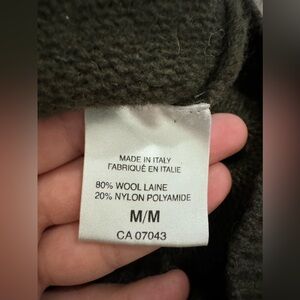 MADE IN ITALY
FABRIQUÉ EN ITALIE
80% WOOL LAINE
20% NYLON POLYAMIDE
M/M
CA 07043